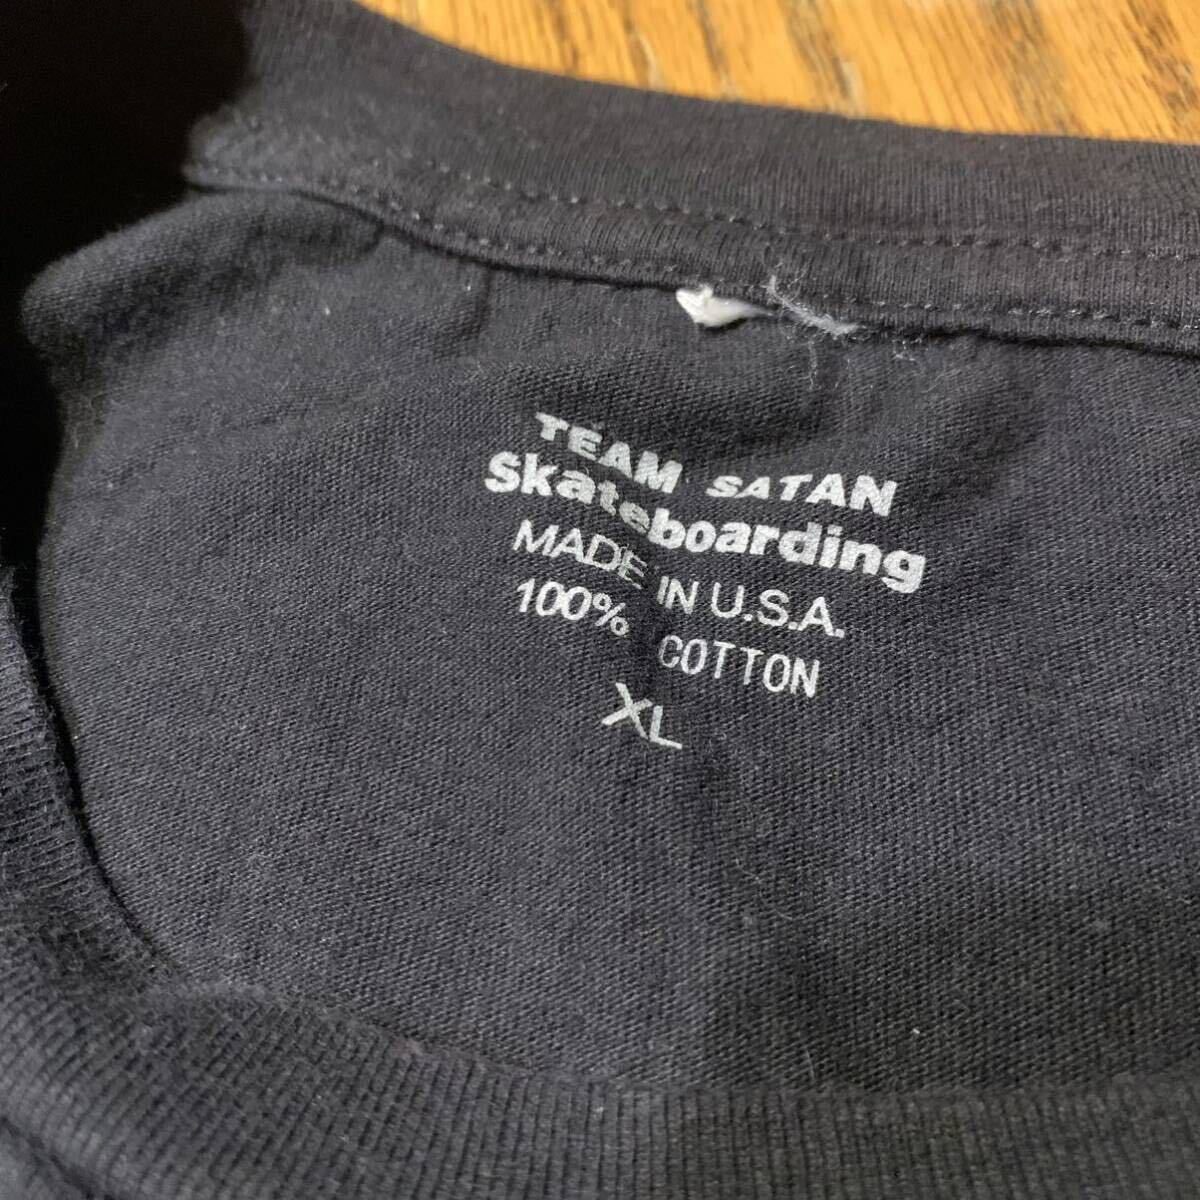 TEAM SATAN
Skateboarding
MADE IN U.S.A.
100% COTTON
XL